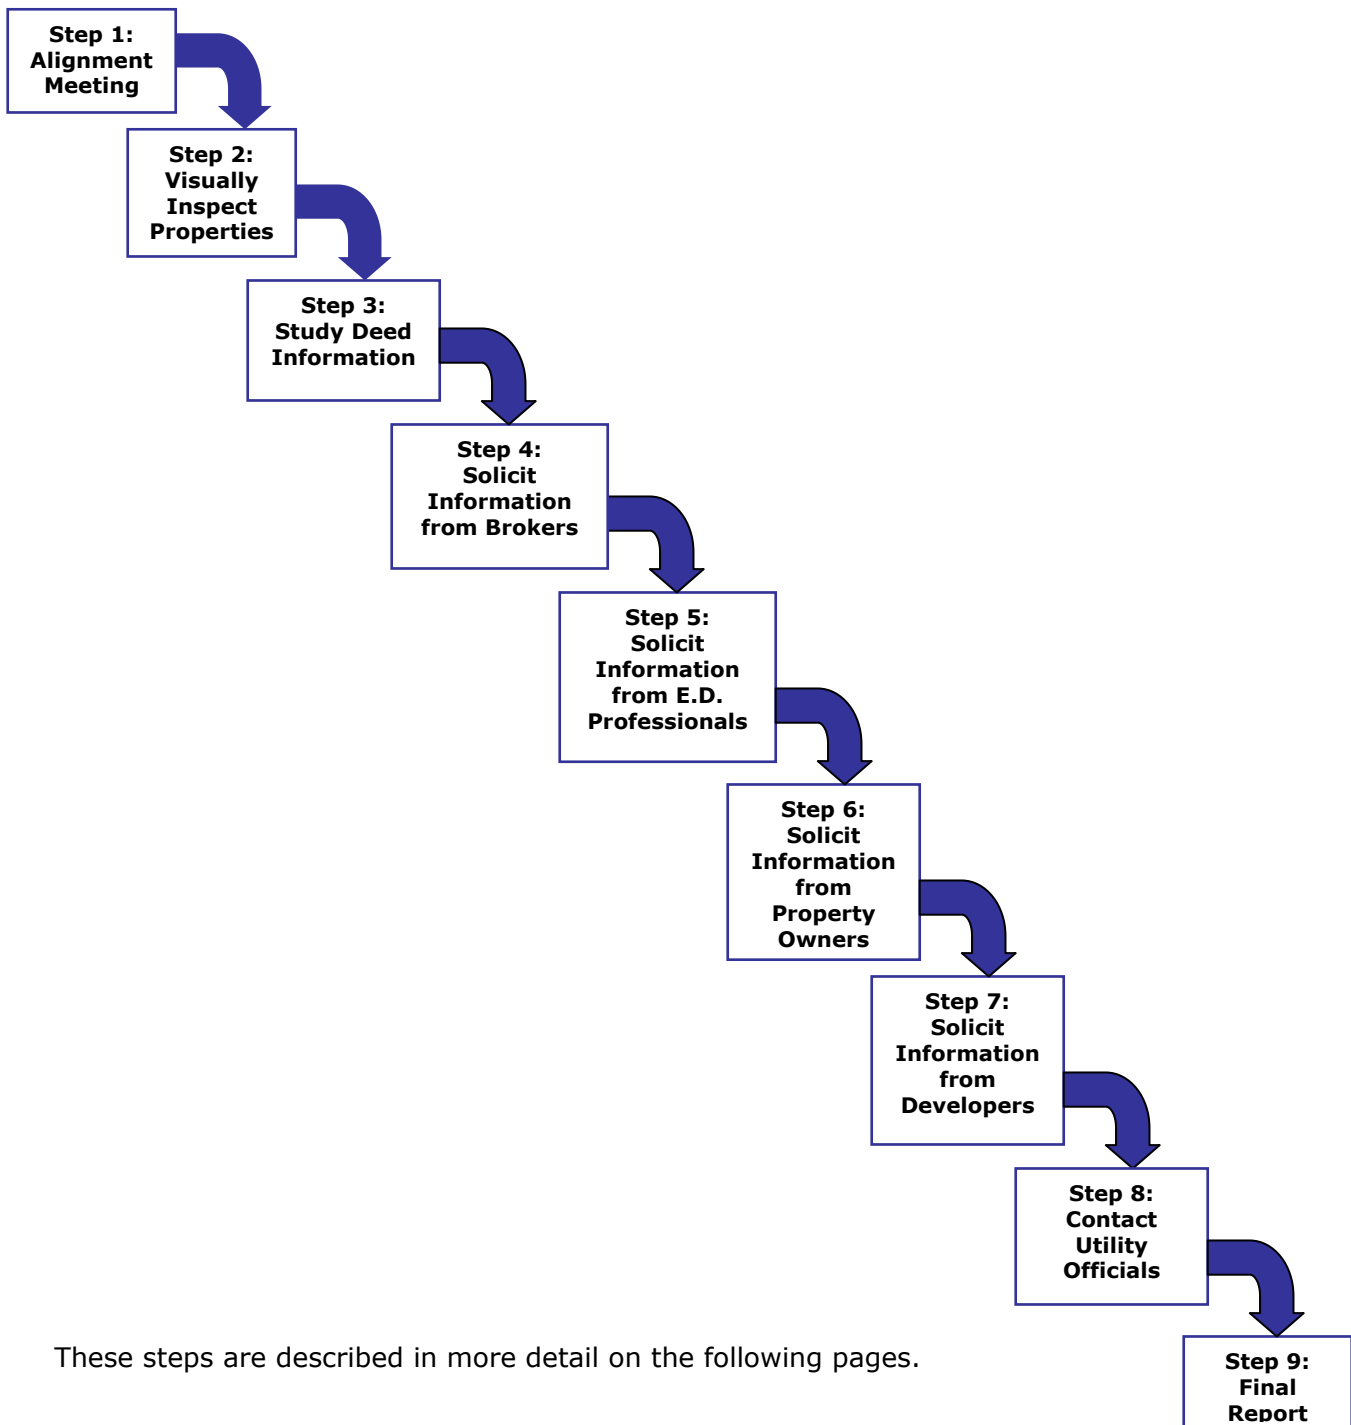 Step 1:
Alignment
Meeting
Step 2:
Visually
Inspect
Properties
Step 3:
Study Deed
Information
Step 4:
Solicit
Information
from Brokers
Step 5:
Solicit
Information
from E.D.
Professionals
Step 6:
Solicit
Information
from
Property
Owners
Step 7:
Solicit
Information
from
Developers
Step 8:
Contact
Utility
Officials
These steps are described in more detail on the following pages.
Step 9:
Final
Report